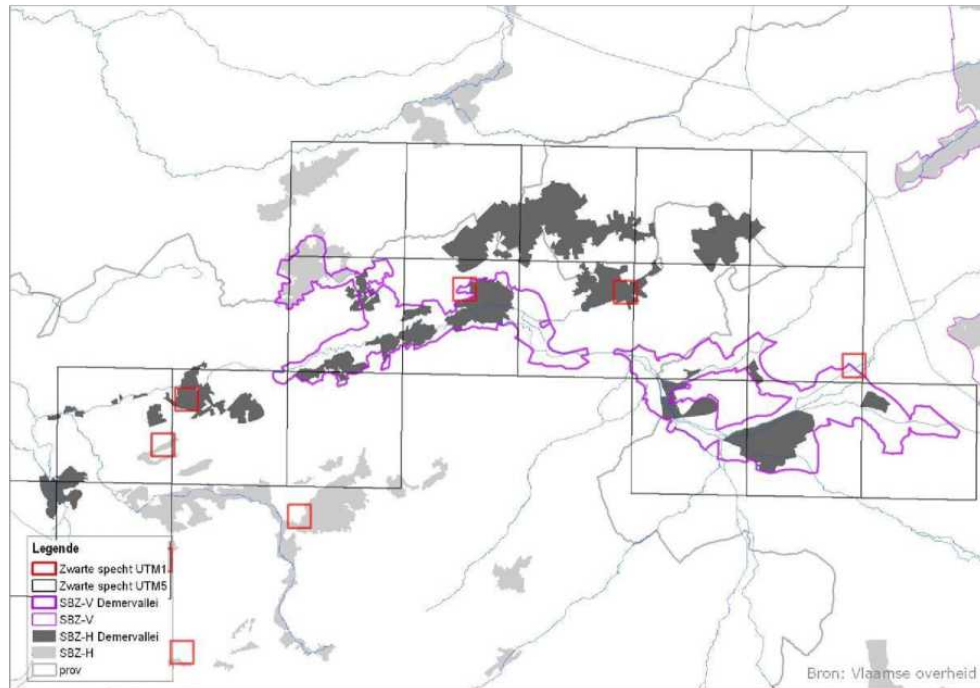 Legende
Zwarte specht UTM1
Zwarte specht UTM5
SBZ-V Demervallei
SBZ-V
SBZ-H Demervallei
SBZ-H
prov
Bron: Vlaamse overheid